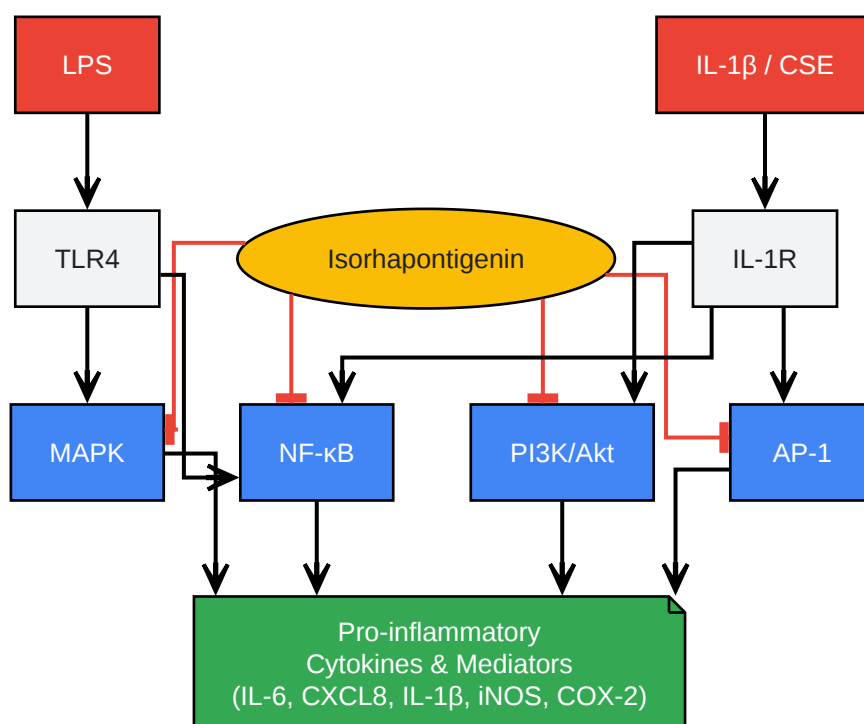 LPS
IL-1β / CSE
TLR4
Isorhapontigenin
IL-1R
MAPK
NF-κB
PI3K/Akt
AP-1
Pro-inflammatory
Cytokines & Mediators
(IL-6, CXCL8, IL-1β, iNOS, COX-2)